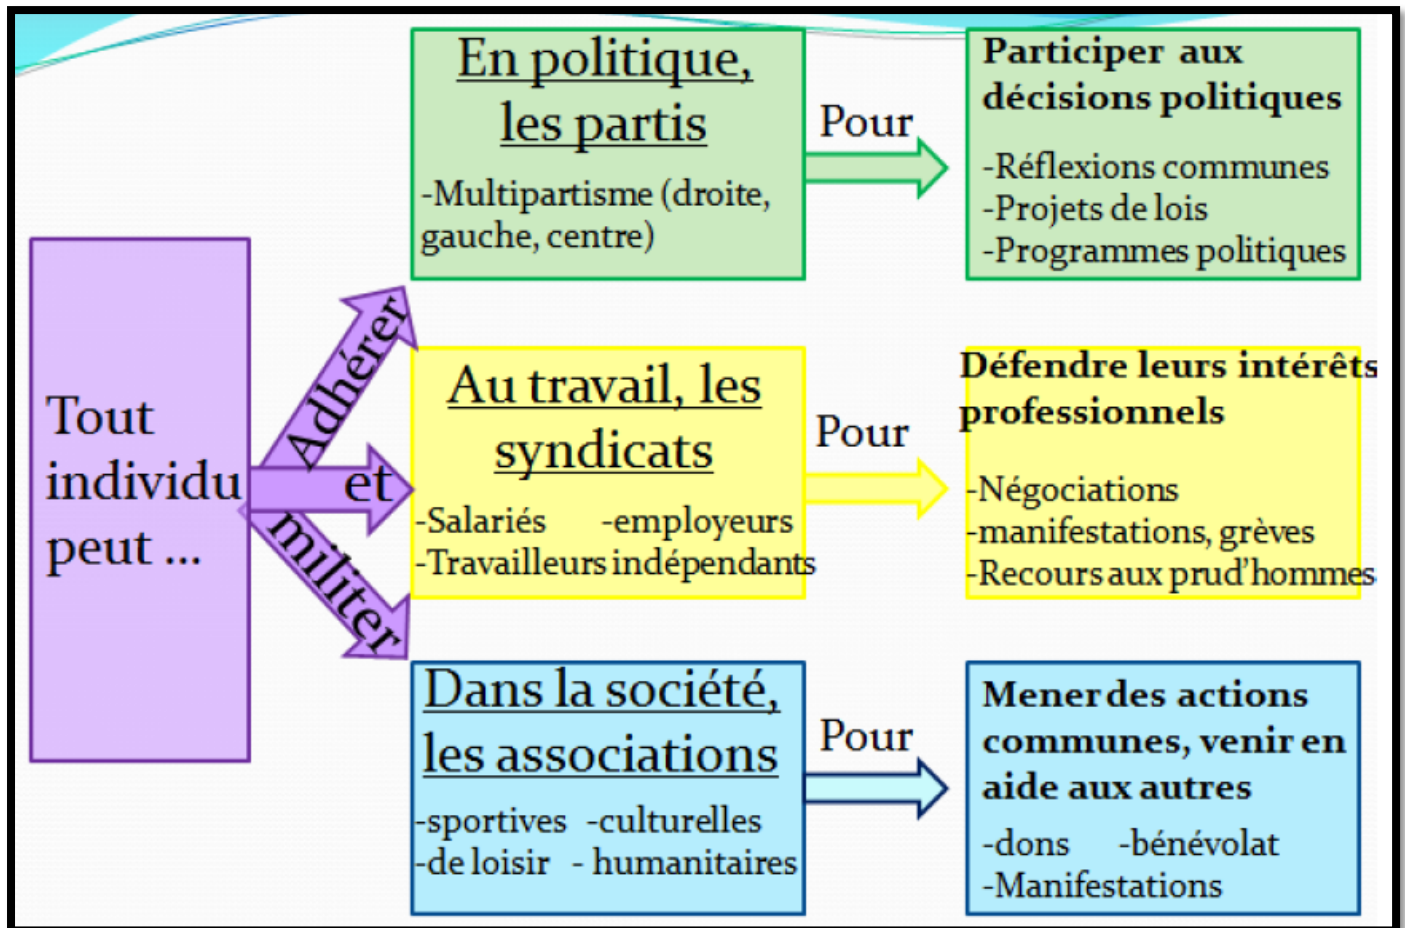 Tout
individu
peut ...
Adhérer
et
militer
En politique,
les partis
-Multipartisme (droite,
gauche, centre)
Pour
Participer aux
décisions politiques
-Réflexions communes
-Projets de lois
-Programmes politiques
Au travail, les
syndicats
-Salariés -employeurs
-Travailleurs indépendants
Pour
Défendre leurs intérêts
professionnels
-Négociations
-manifestations, grèves
-Recours aux prud’hommes
Dans la société,
les associations
-sportives -culturelles
-de loisir - humanitaires
Pour
Mener des actions
communes, venir en
aide aux autres
-dons -bénévolat
-Manifestations